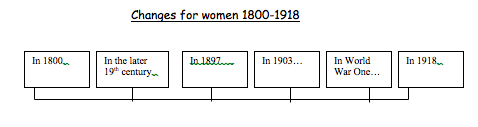 Changes for women 1800-1918
In 1800
In the later
19th century
In 1897
In 1903…
In World
War One…
In 1918